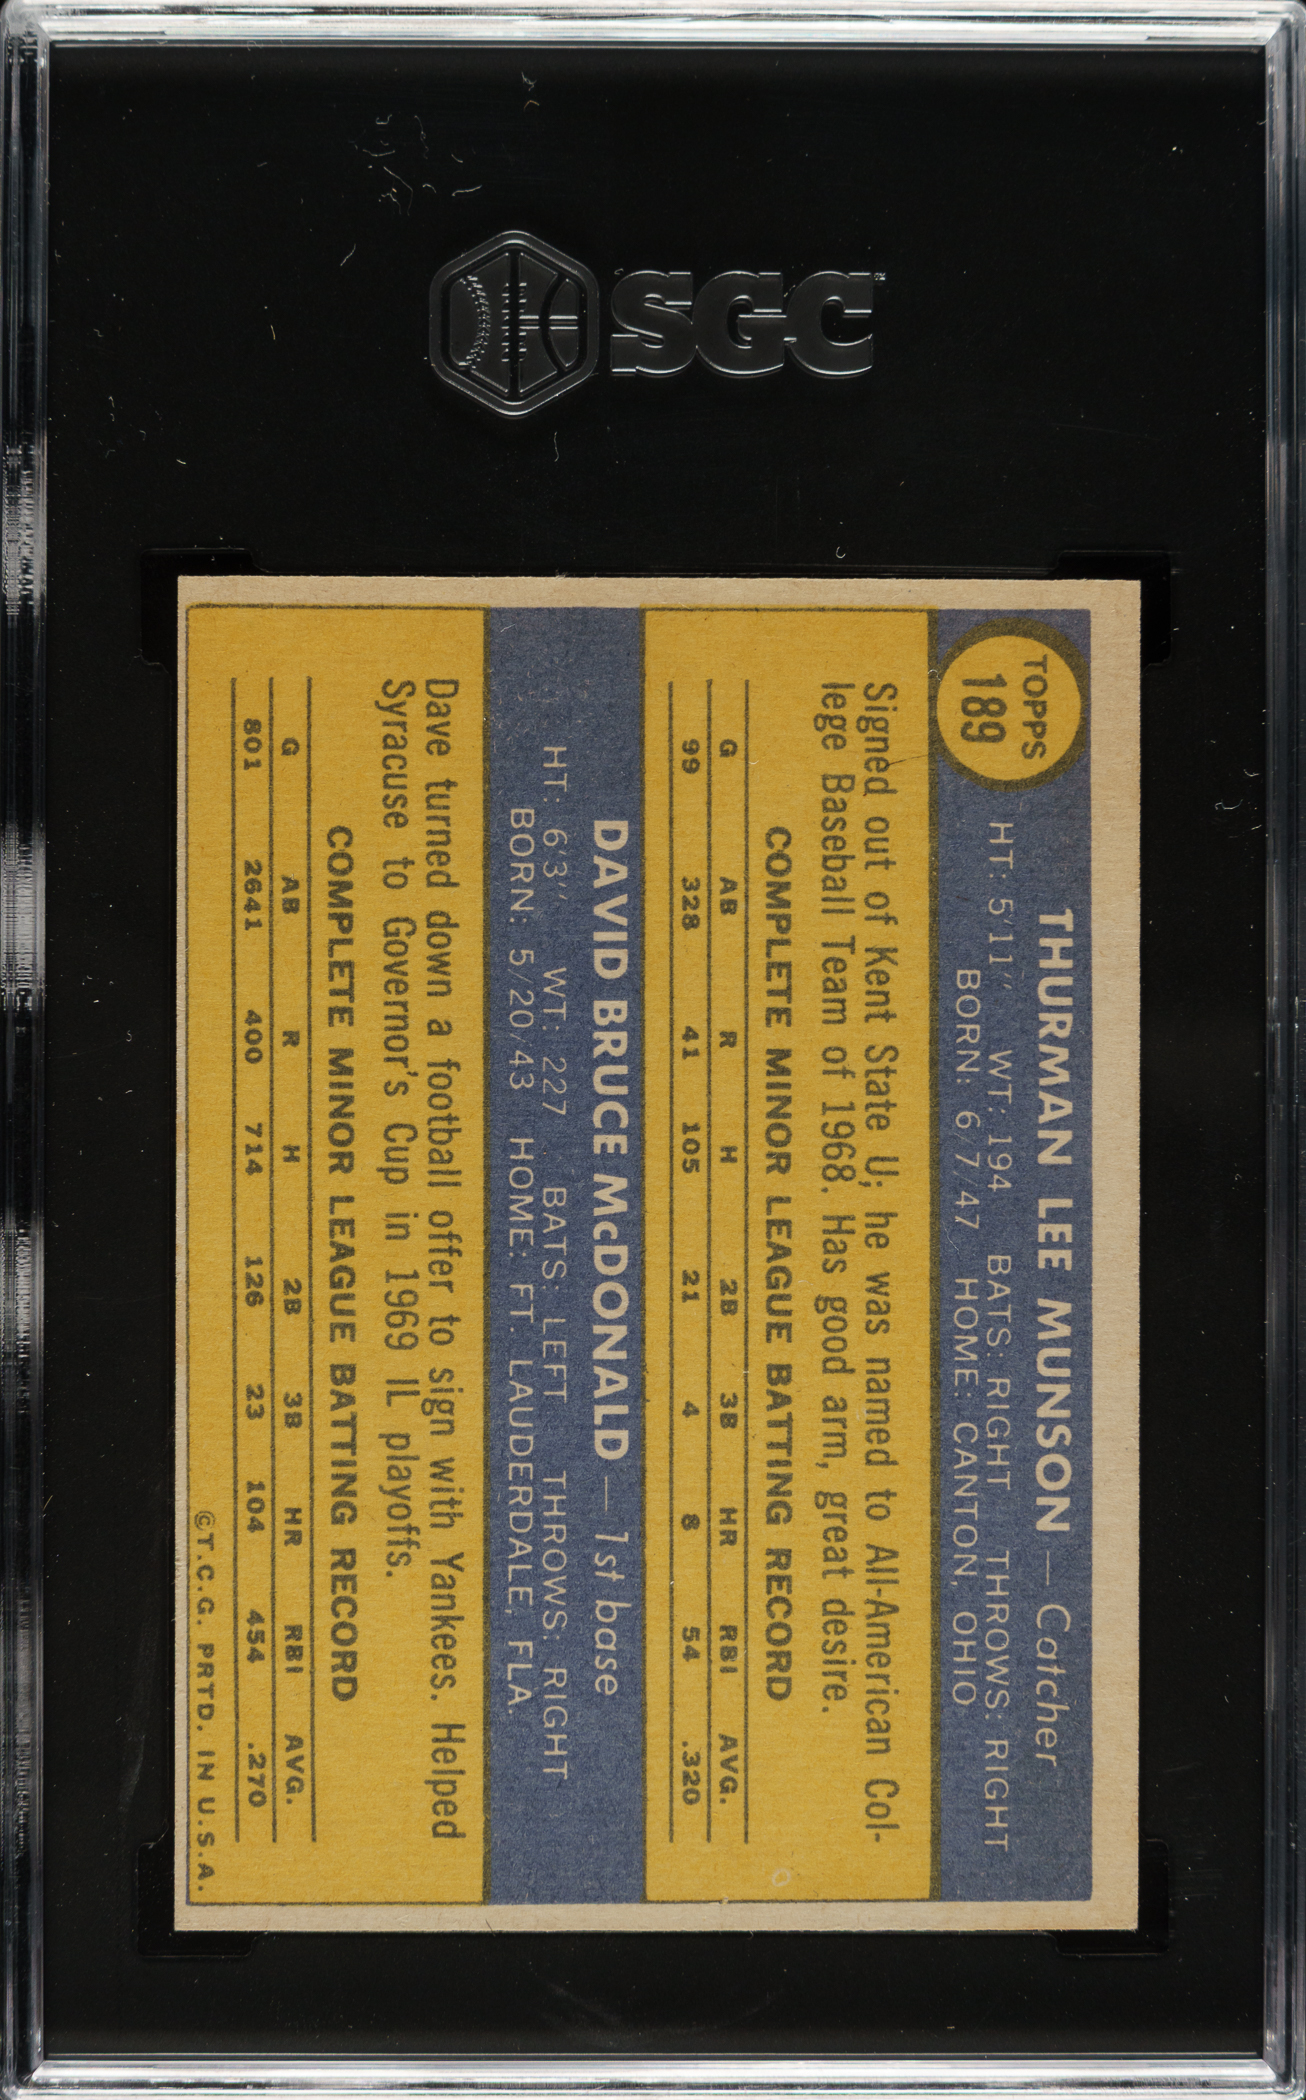 SGC
TOPPS
189
THURMAN LEE MUNSON — Catcher
HT: 5'11" WT: 194 BATS: RIGHT THROWS: RIGHT
BORN: 6/7/47 HOME: CANTON, OHIO
Signed out of Kent State U; he was named to All-American Col-
lege Baseball Team of 1968. Has good arm, great desire.
COMPLETE MINOR LEAGUE BATTING RECORD
G AB R H 2B 3B HR RBI AVG.
99 328 41 105 21 4 8 54 .320
DAVID BRUCE McDONALD — 1st base
HT: 6'3" WT: 227 BATS: LEFT THROWS: RIGHT
BORN: 5/20/43 HOME: FT. LAUDERDALE, FLA.
Dave turned down a football offer to sign with Yankees. Helped
Syracuse to Governor's Cup in 1969 IL playoffs.
COMPLETE MINOR LEAGUE BATTING RECORD
G AB R H 2B 3B HR RBI AVG.
801 2641 400 714 126 23 104 454 .270
©T.C.G. PRTD. IN U.S.A.